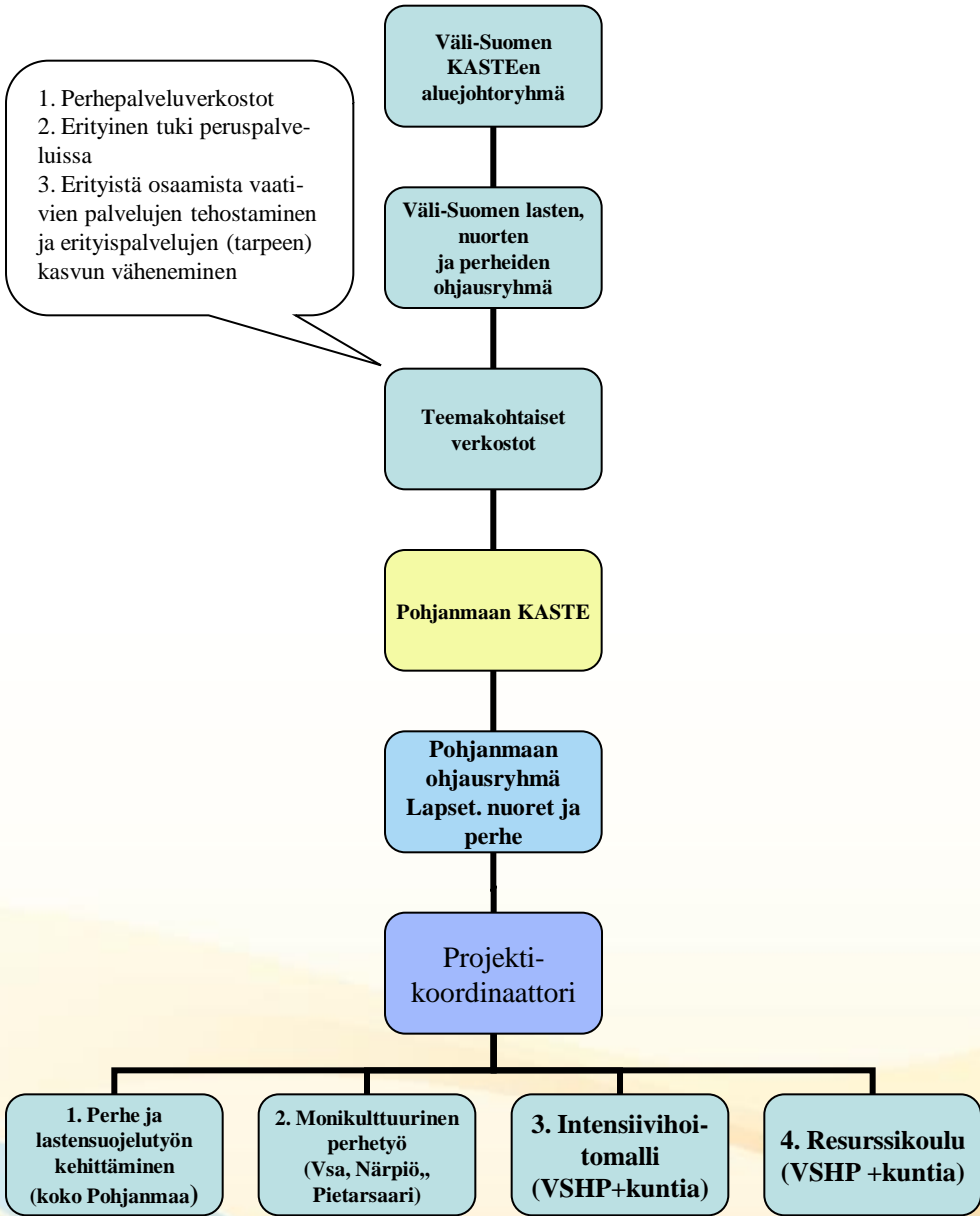 Väli-Suomen
KASTEen
aluejohtoryhmä
1. Perhepalveluverkostot
2. Erityinen tuki peruspalve-
luissa
3. Erityistä osaamista vaati-
vien palvelujen tehostaminen
ja erityispalvelujen (tarpeen)
kasvun väheneminen
Väli-Suomen lasten,
nuorten
ja perheiden
ohjausryhmä
Teemakohtaiset
verkostot
Pohjanmaan KASTE
Pohjanmaan
ohjausryhmä
Lapset. nuoret ja
perhe
Projekti-
koordinaattori
1. Perhe ja
lastensuojelutyön
kehittäminen
(koko Pohjanmaa)
2. Monikulttuurinen
perhetyö
(Vsa, Närpiö,,
Pietarsaari)
3. Intensiivihoi-
tomalli
(VSHP+kuntia)
4. Resurssikoulu
(VSHP +kuntia)